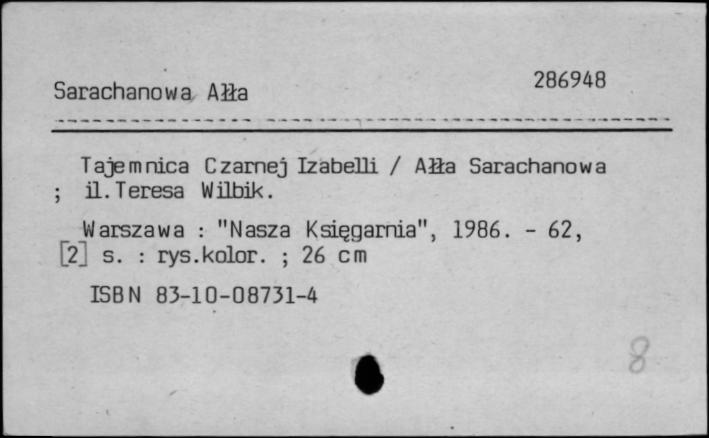 286948
Sarachanowa Ałła
Tajemnica Czarnej Izabelli / Ałła Sarachanowa
; il.Teresa Wilbik.
Warszawa : "Nasza Księgarnia", 1986. - 62,
[2] s. : rys.kolor. ; 26 cm
ISBN 83-10-08731-4
8